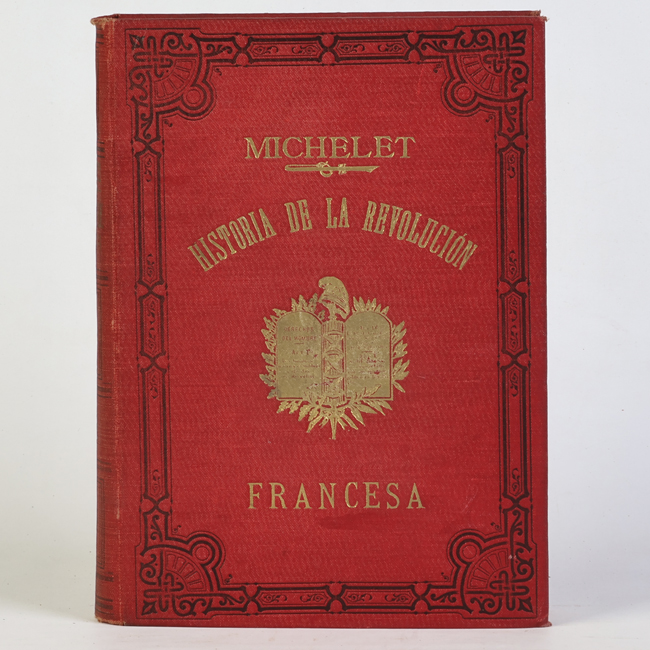 MICHELET
HISTORIA DE LA REVOLUCIÓN
FRANCESA